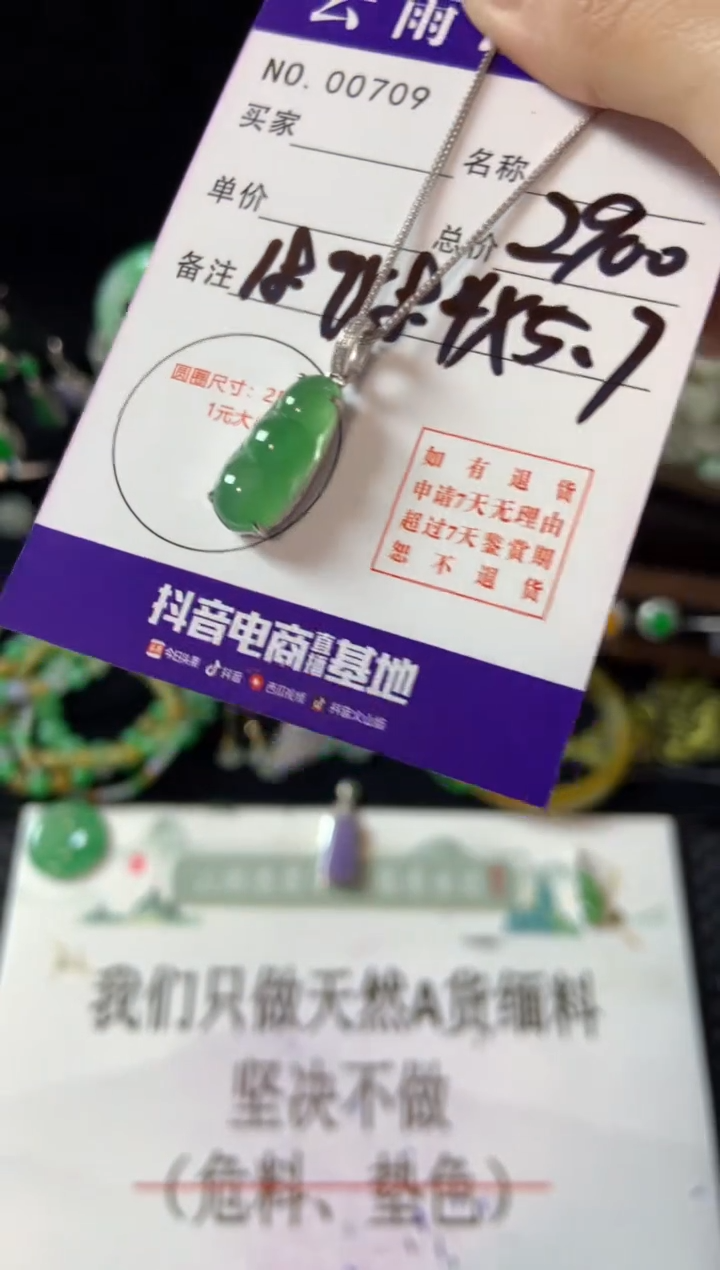 云雨
NO. 00709
买家
名称
单价
总价 2900
备注 18
X5.7
圆圈尺寸：2
1元大
如有退货
申请7天无理由
超过7天鉴赏期
恕不退货
抖音电商直播基地
今日头条 抖音 西瓜视频 抖音火山版
我们只做天然A货缅料
坚决不做
（危料、垫色）